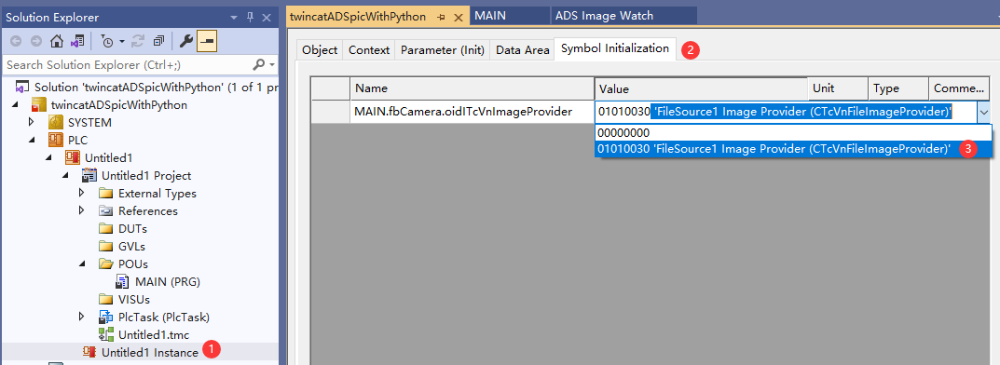 Solution Explorer
Search Solution Explorer (Ctrl+;)
Solution 'twincatADSpicWithPython' (1 of 1 pr
twincatADSpicWithPython
SYSTEM
PLC
Untitled1
Untitled1 Project
External Types
References
DUTs
GVLs
POUs
MAIN (PRG)
VISUs
PlcTask (PlcTask)
Untitled1.tmc
Untitled1 Instance 1
twincatADSpicWithPython MAIN ADS Image Watch
Object Context Parameter (Init) Data Area Symbol Initialization 2
Name Value Unit Type Comme...
MAIN.fbCamera.oidITcVnImageProvider 01010030 'FileSource1 Image Provider (CTcVnFileImageProvider)'
00000000
01010030 'FileSource1 Image Provider (CTcVnFileImageProvider)' 3